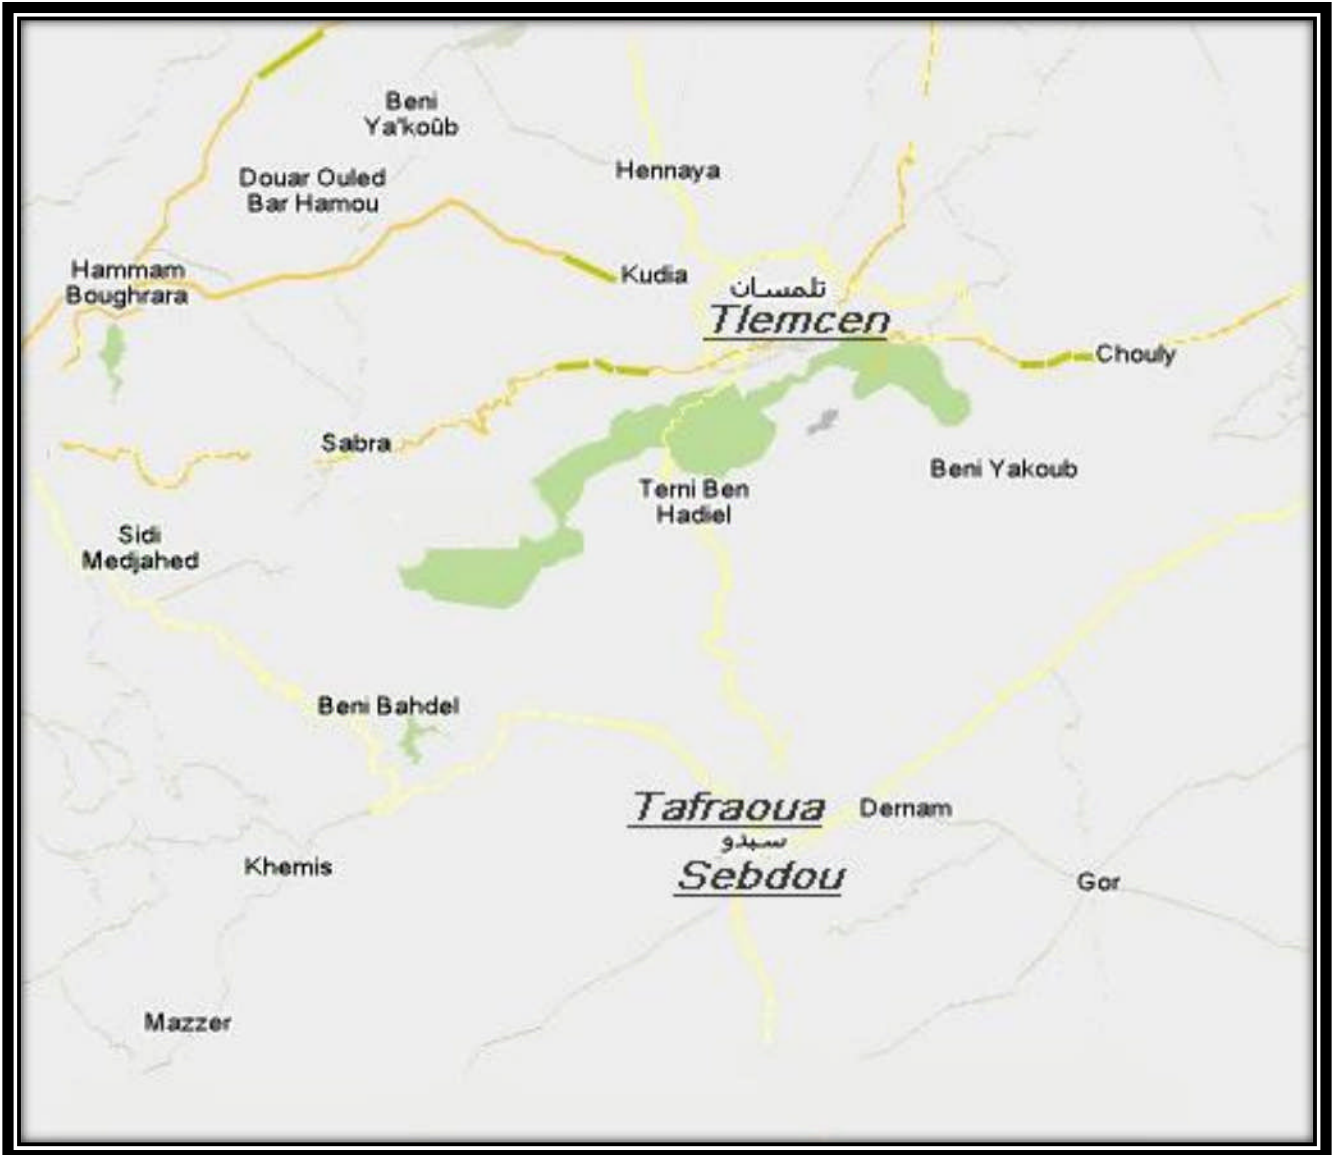 Beni
Ya'koûb
Hennaya
Douar Ouled
Bar Hamou
Hammam
Boughrara
Kudia
تلمسان
Tlemcen
Chouly
Sabra
Beni Yakoub
Terni Ben
Hadiel
Sidi
Medjahed
Beni Bahdel
Tafraoua
Dernam
سبدو
Sebdou
Khemis
Gor
Mazzer